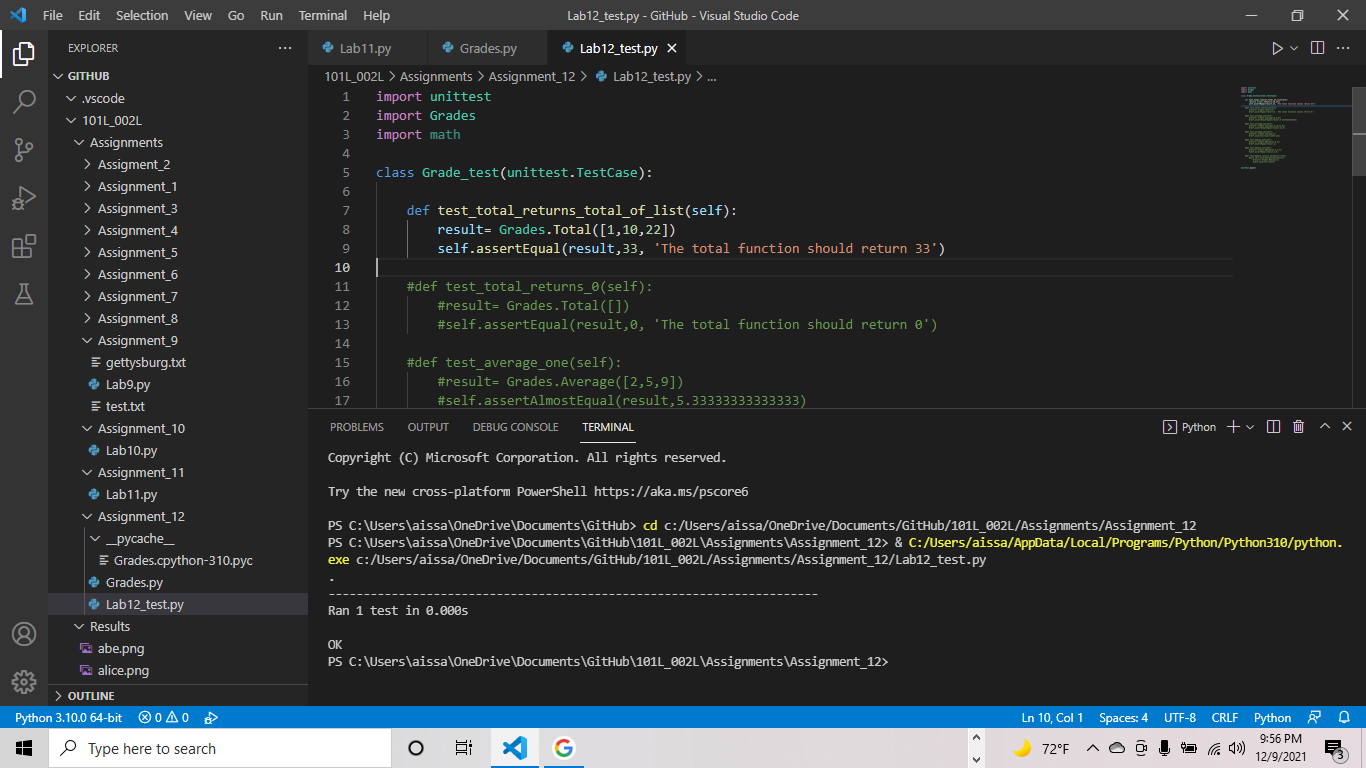 File Edit Selection View Go Run Terminal Help
Lab12_test.py - GitHub - Visual Studio Code
EXPLORER
GITHUB
.vscode
101L_002L
Assignments
Assigment_2
Assignment_1
Assignment_3
Assignment_4
Assignment_5
Assignment_6
Assignment_7
Assignment_8
Assignment_9
gettysburg.txt
Lab9.py
test.txt
Assignment_10
Lab10.py
Assignment_11
Lab11.py
Assignment_12
__pycache__
Grades.cpython-310.pyc
Grades.py
Lab12_test.py
Results
abe.png
alice.png
OUTLINE
Lab11.py Grades.py Lab12_test.py
101L_002L > Assignments > Assignment_12 > Lab12_test.py > ...
1 import unittest
2 import Grades
3 import math
4
5 class Grade_test(unittest.TestCase):
6
7 def test_total_returns_total_of_list(self):
8 result= Grades.Total([1,10,22])
9 self.assertEqual(result,33, 'The total function should return 33')
10
11 #def test_total_returns_0(self):
12 #result= Grades.Total([])
13 #self.assertEqual(result,0, 'The total function should return 0')
14
15 #def test_average_one(self):
16 #result= Grades.Average([2,5,9])
17 #self.assertAlmostEqual(result,5.33333333333333)
PROBLEMS OUTPUT DEBUG CONSOLE TERMINAL
Python
Copyright (C) Microsoft Corporation. All rights reserved.
Try the new cross-platform PowerShell https://aka.ms/pscore6
PS C:\Users\aissa\OneDrive\Documents\GitHub> cd c:/Users/aissa/OneDrive/Documents/GitHub/101L_002L/Assignments/Assignment_12
PS C:\Users\aissa\OneDrive\Documents\GitHub\101L_002L\Assignments\Assignment_12> & C:/Users/aissa/AppData/Local/Programs/Python/Python310/python.
exe c:/Users/aissa/OneDrive/Documents/GitHub/101L_002L/Assignments/Assignment_12/Lab12_test.py
.
----------------------------------------------------------------------
Ran 1 test in 0.000s
OK
PS C:\Users\aissa\OneDrive\Documents\GitHub\101L_002L\Assignments\Assignment_12>
Python 3.10.0 64-bit 0 0
Ln 10, Col 1 Spaces: 4 UTF-8 CRLF Python
Type here to search
72°F
9:56 PM
12/9/2021
3